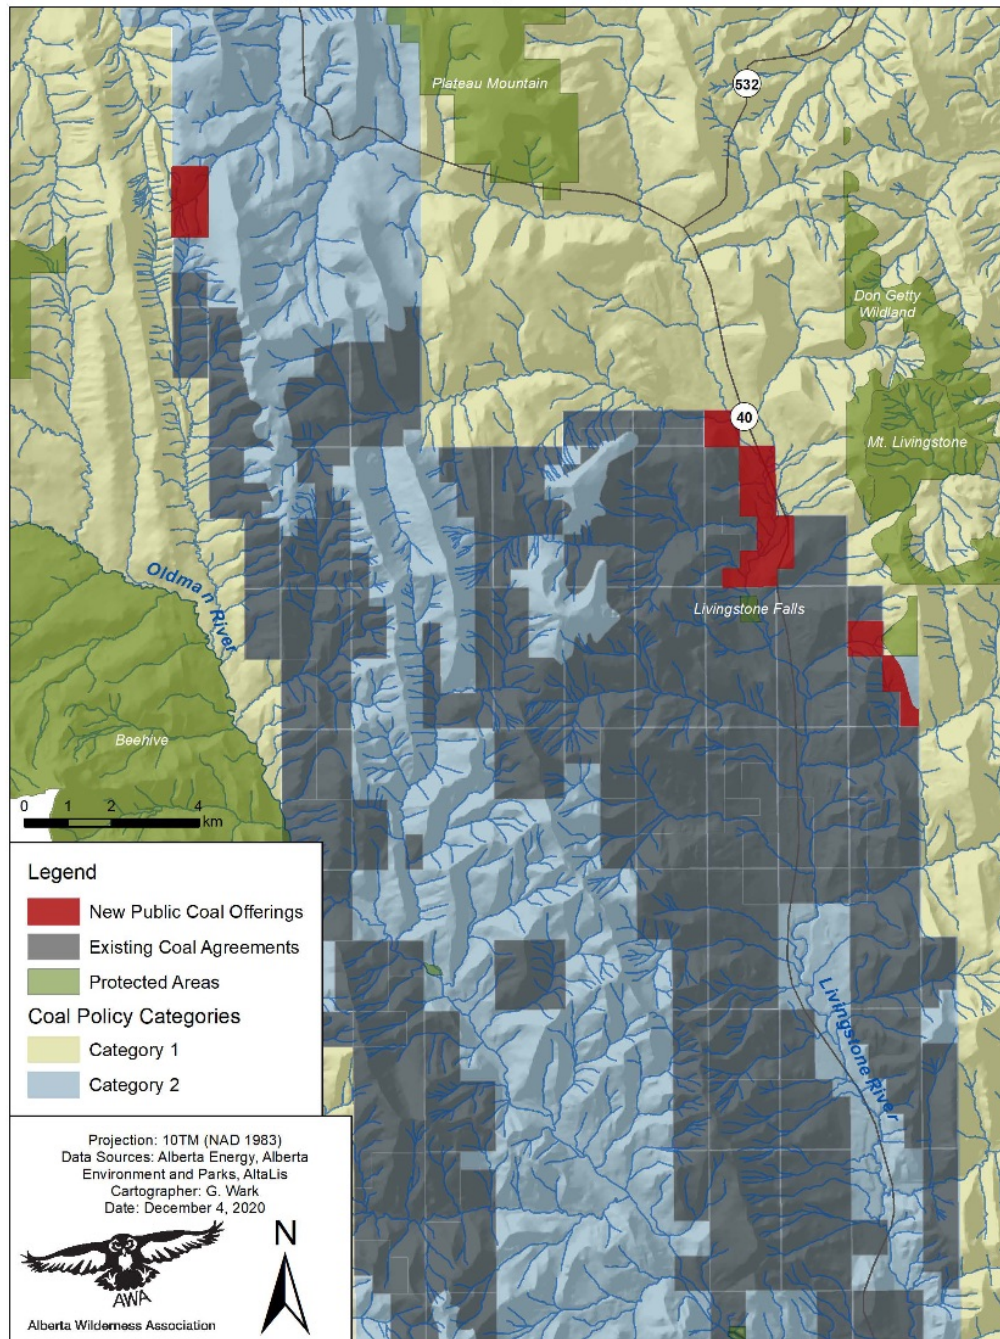 Plateau Mountain
532
Don Getty
Wildland
40
Mt. Livingstone
Oldman River
Livingstone Falls
Beehive
0 1 2 4
km
Legend
New Public Coal Offerings
Existing Coal Agreements
Protected Areas
Coal Policy Categories
Category 1
Category 2
Livingstone River
Projection: 10TM (NAD 1983)
Data Sources: Alberta Energy, Alberta
Environment and Parks, AltaLis
Cartographer: G. Wark
Date: December 4, 2020
N
AWA
Alberta Wilderness Association